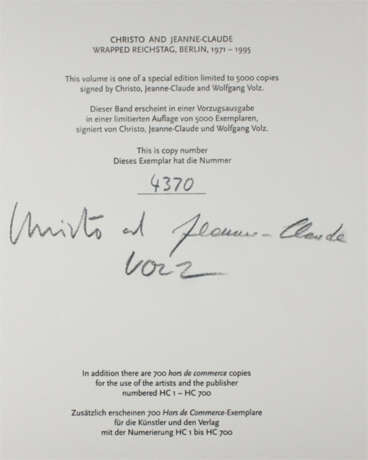 CHRISTO AND JEANNE-CLAUDE
WRAPPED REICHSTAG, BERLIN, 1971 – 1995
This volume is one of a special edition limited to 5000 copies
signed by Christo, Jeanne-Claude and Wolfgang Volz.
Dieser Band erscheint in einer Vorzugsausgabe
in einer limitierten Auflage von 5000 Exemplaren,
signiert von Christo, Jeanne-Claude und Wolfgang Volz.
This is copy number
Dieses Exemplar hat die Nummer
4370
Christo et Jeanne-Claude
VOLZ
In addition there are 700 hors de commerce copies
for the use of the artists and the publisher
numbered HC 1 – HC 700
Zusätzlich erscheinen 700 Hors de Commerce-Exemplare
für die Künstler und den Verlag
mit der Numerierung HC 1 bis HC 700